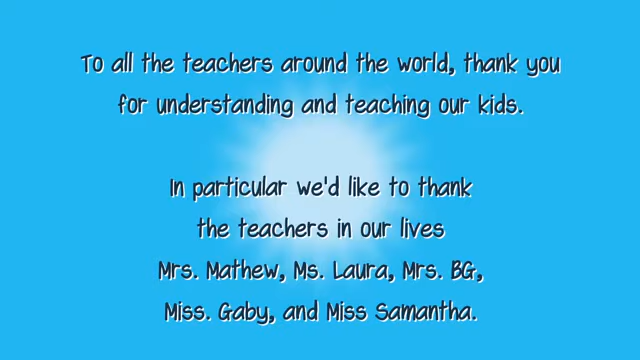 To all the teachers around the world, thank you
for understanding and teaching our kids.
In particular we'd like to thank
the teachers in our lives
Mrs. Mathew, Ms. Laura, Mrs. BG,
Miss. Gaby, and Miss Samantha.